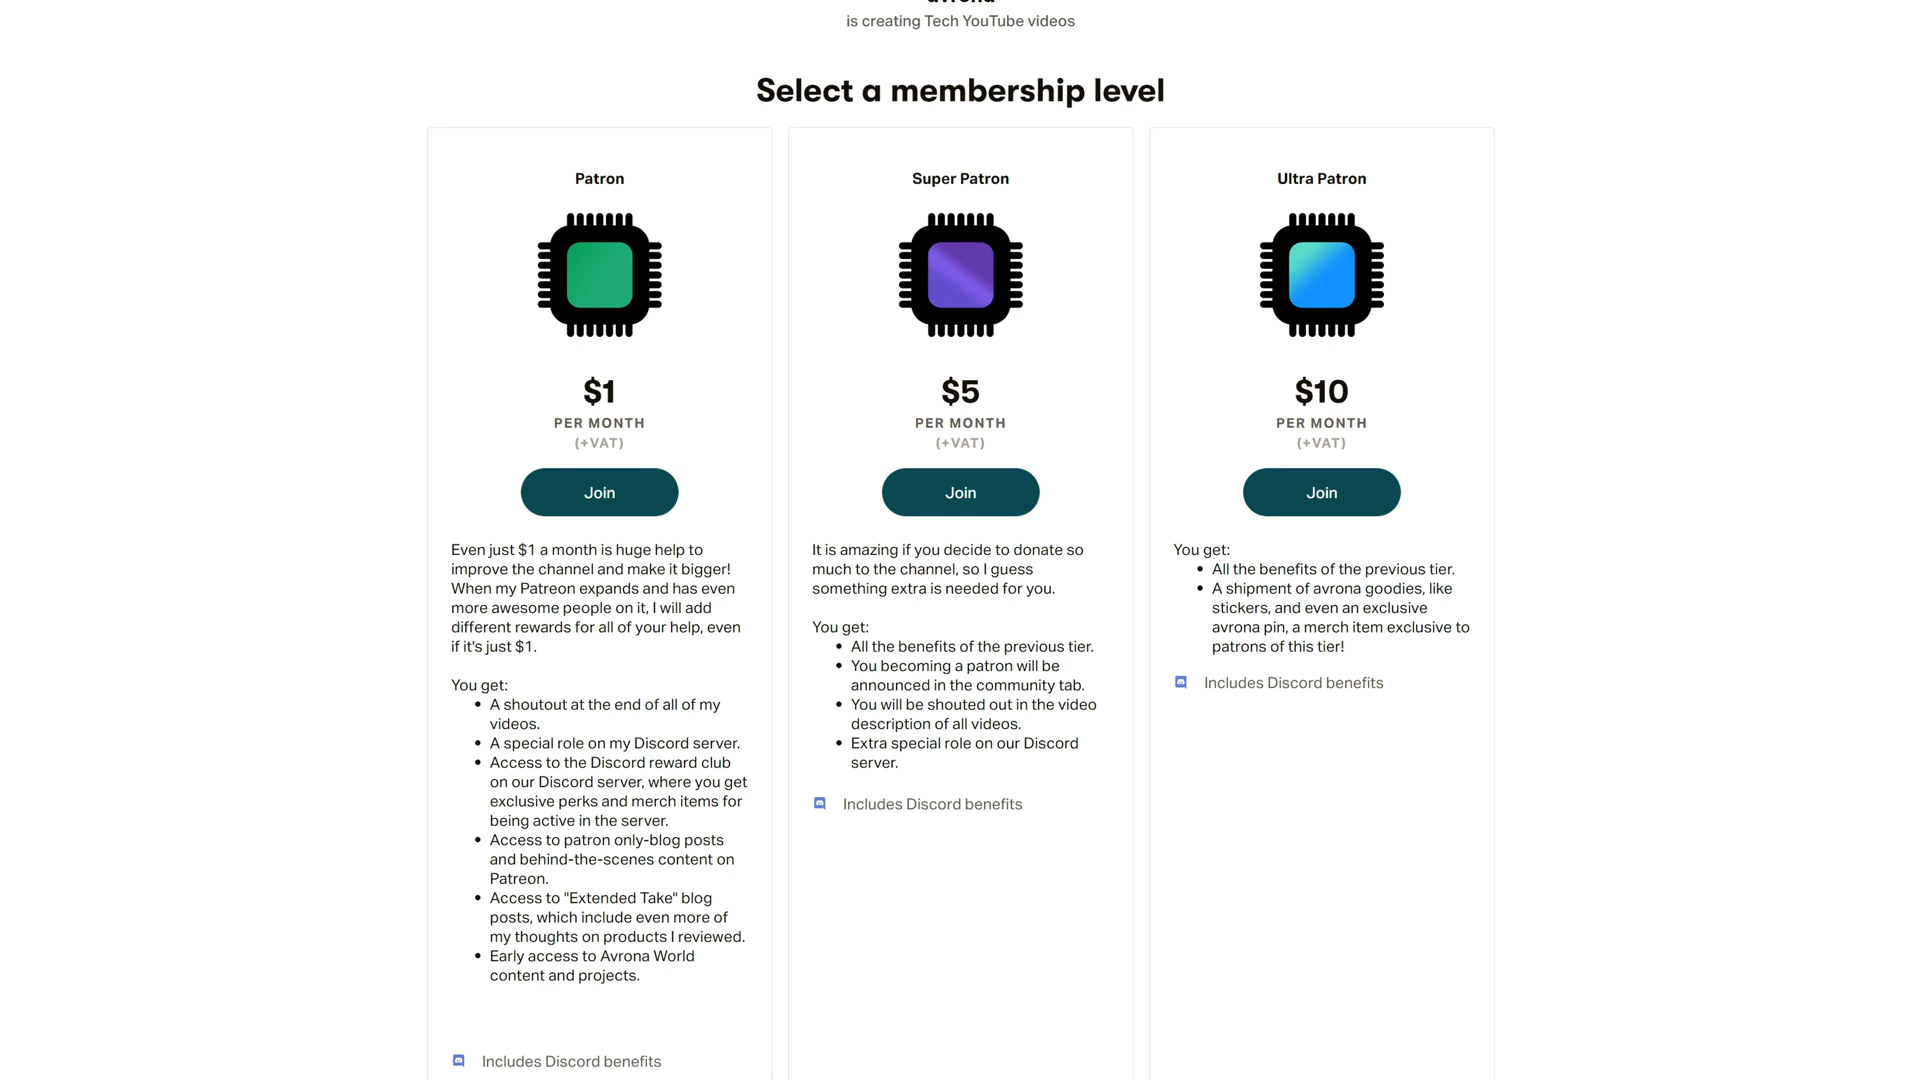 avrona
is creating Tech YouTube videos
Select a membership level
Patron
$1
PER MONTH
(+VAT)
Join
Even just $1 a month is huge help to
improve the channel and make it bigger!
When my Patreon expands and has even
more awesome people on it, I will add
different rewards for all of your help, even
if it's just $1.
You get:
• A shoutout at the end of all of my
videos.
• A special role on my Discord server.
• Access to the Discord reward club
on our Discord server, where you get
exclusive perks and merch items for
being active in the server.
• Access to patron only-blog posts
and behind-the-scenes content on
Patreon.
• Access to "Extended Take" blog
posts, which include even more of
my thoughts on products I reviewed.
• Early access to Avrona World
content and projects.
Includes Discord benefits
Super Patron
$5
PER MONTH
(+VAT)
Join
It is amazing if you decide to donate so
much to the channel, so I guess
something extra is needed for you.
You get:
• All the benefits of the previous tier.
• You becoming a patron will be
announced in the community tab.
• You will be shouted out in the video
description of all videos.
• Extra special role on our Discord
server.
Includes Discord benefits
Ultra Patron
$10
PER MONTH
(+VAT)
Join
You get:
• All the benefits of the previous tier.
• A shipment of avrona goodies, like
stickers, and even an exclusive
avrona pin, a merch item exclusive to
patrons of this tier!
Includes Discord benefits